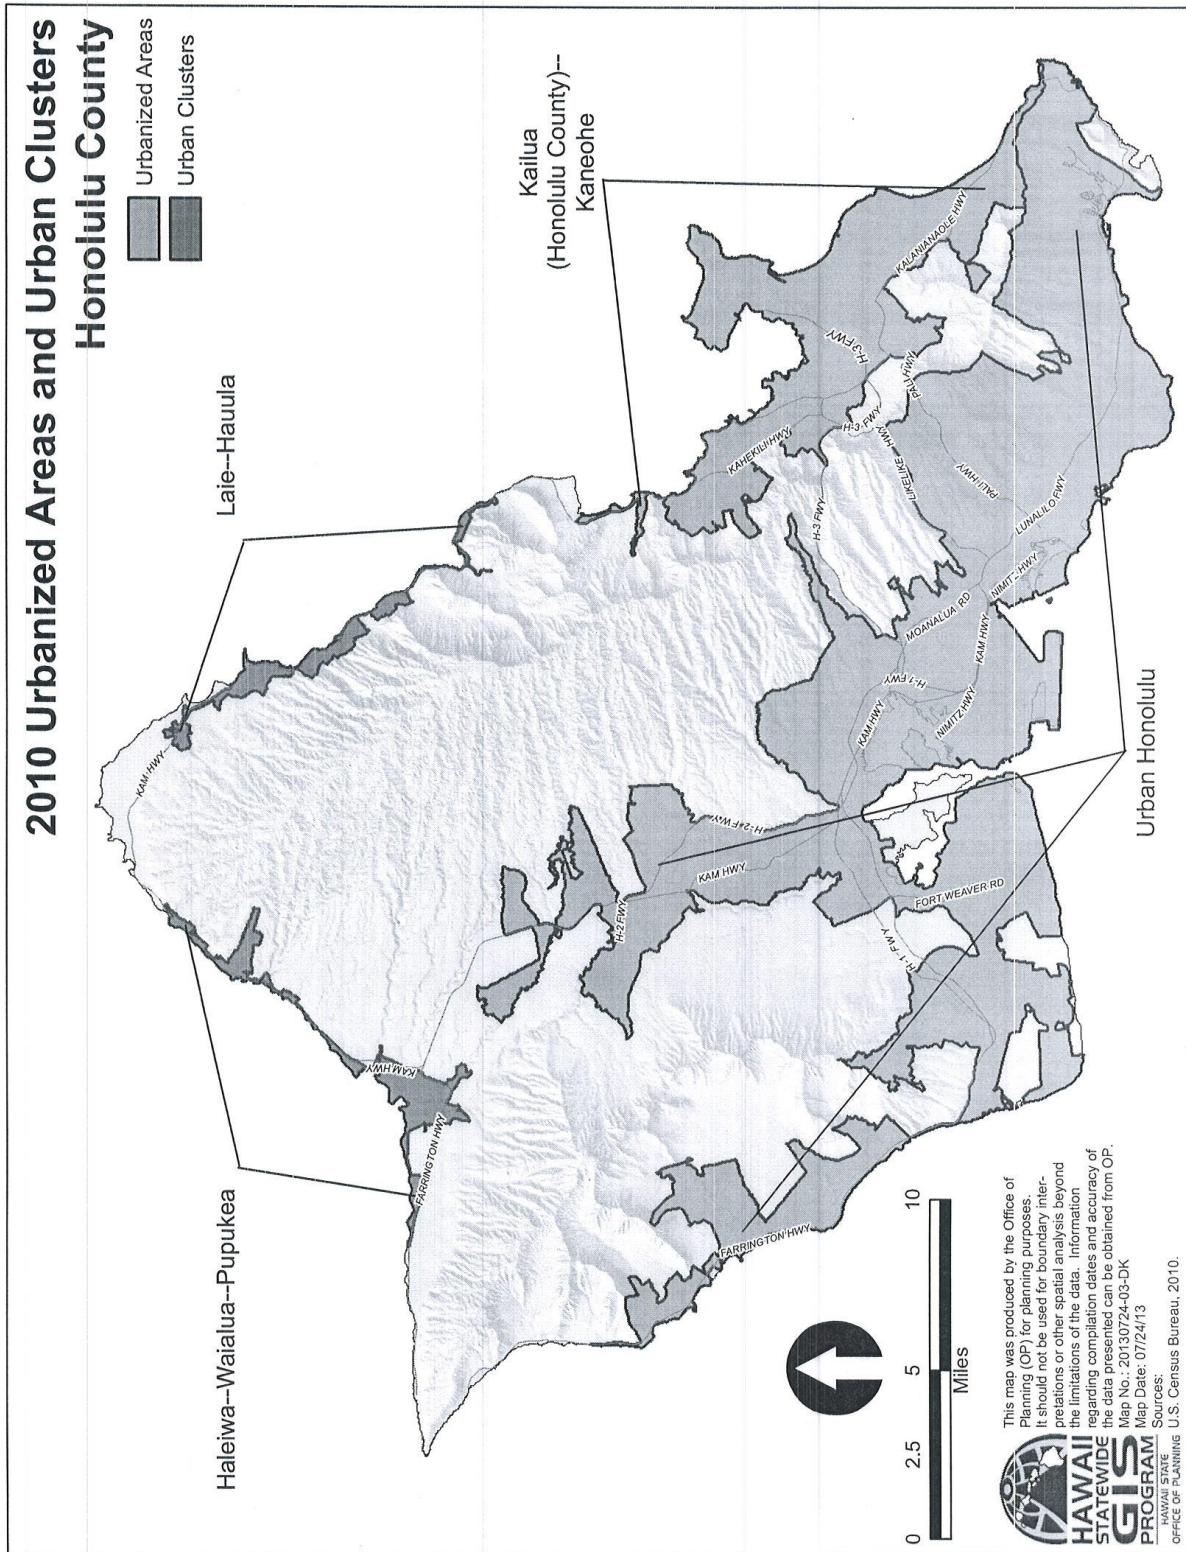 2010 Urbanized Areas and Urban Clusters
Honolulu County
Urbanized Areas
Urban Clusters
Laie--Hauula
Kailua
(Honolulu County)--
Kaneohe
Haleiwa--Waialua--Pupukea
Urban Honolulu
KAM HWY
KAM HWY
FARRINGTON HWY
H-2 FWY
H-2 FWY
KAM HWY
FARRINGTON HWY
H-1 FWY
FORT WEAVER RD
KAM HWY
H-1 FWY
NIMITZ HWY
KAM HWY
MOANALUA RD
NIMITZ HWY
LUNALILO FWY
H-3 FWY
LIKELIKE HWY
PALI HWY
H-3 FWY
PALI HWY
KAHEKILI HWY
H-3 FWY
KALANIANAOLE HWY
0 2.5 5 10
Miles
HAWAII
STATEWIDE
GIS
PROGRAM
HAWAII STATE
OFFICE OF PLANNING
This map was produced by the Office of
Planning (OP) for planning purposes.
It should not be used for boundary inter-
pretations or other spatial analysis beyond
the limitations of the data. Information
regarding compilation dates and accuracy of
the data presented can be obtained from OP.
Map No.: 20130724-03-DK
Map Date: 07/24/13
Sources:
U.S. Census Bureau, 2010.